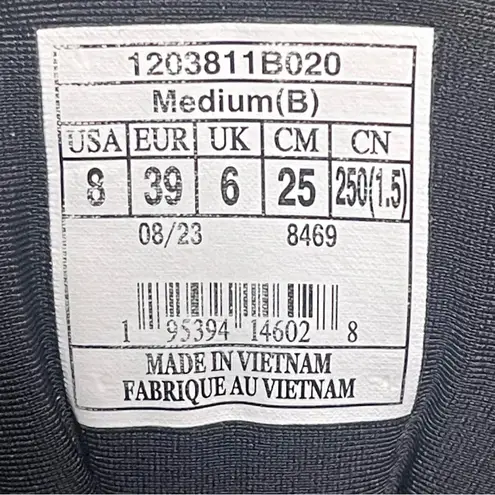 1203811B020
Medium(B)
USA EUR UK CM CN
8 39 6 25 250(1.5)
08/23 8469
1 95394 14602 8
MADE IN VIETNAM
FABRIQUE AU VIETNAM